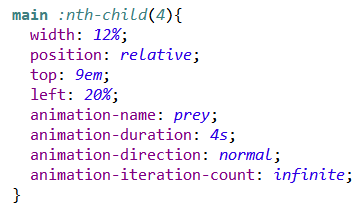 main :nth-child(4){
  width: 12%;
  position: relative;
  top: 9em;
  left: 20%;
  animation-name: prey;
  animation-duration: 4s;
  animation-direction: normal;
  animation-iteration-count: infinite;
}